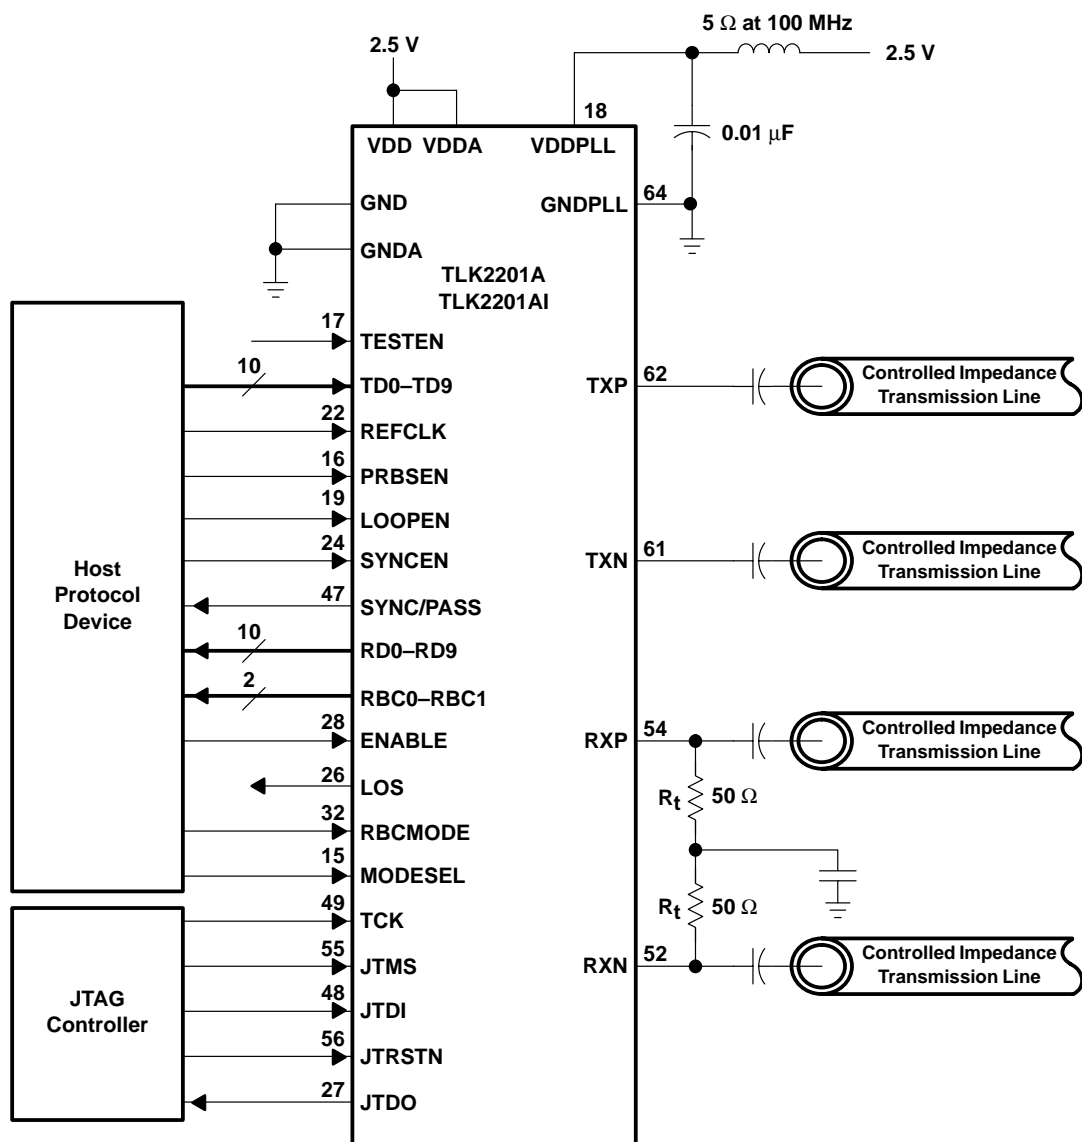 5 Ω at 100 MHz
2.5 V
2.5 V
18
0.01 μF
VDD VDDA VDDPLL
GND
64
GNDPLL
GNDA
TLK2201A
TLK2201AI
17
TESTEN
10
TD0–TD9
62
TXP
Controlled Impedance
Transmission Line
22
REFCLK
16
PRBSEN
19
LOOPEN
24
SYNCEN
61
TXN
Controlled Impedance
Transmission Line
Host
Protocol
Device
47
SYNC/PASS
10
RD0–RD9
2
RBC0–RBC1
28
ENABLE
54
RXP
Controlled Impedance
Transmission Line
26
LOS
Rt 50 Ω
32
RBCMODE
15
MODESEL
49
TCK
Rt 50 Ω
55
JTMS
52
RXN
Controlled Impedance
Transmission Line
48
JTDI
JTAG
Controller
56
JTRSTN
27
JTDO